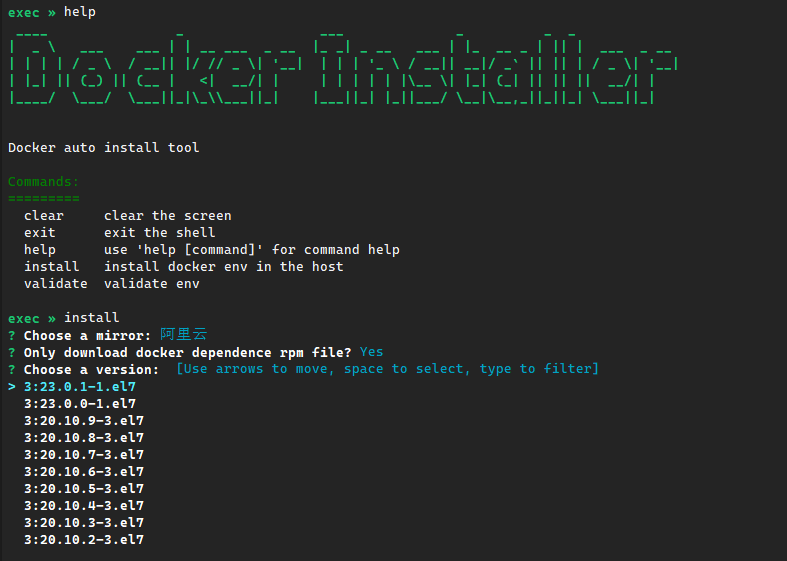 exec » help
Docker Installer
Docker auto install tool
Commands:
=========
clear     clear the screen
exit      exit the shell
help      use 'help [command]' for command help
install   install docker env in the host
validate  validate env
exec » install
? Choose a mirror: 阿里云
? Only download docker dependence rpm file? Yes
? Choose a version:  [Use arrows to move, space to select, type to filter]
> 3:23.0.1-1.el7
3:23.0.0-1.el7
3:20.10.9-3.el7
3:20.10.8-3.el7
3:20.10.7-3.el7
3:20.10.6-3.el7
3:20.10.5-3.el7
3:20.10.4-3.el7
3:20.10.3-3.el7
3:20.10.2-3.el7